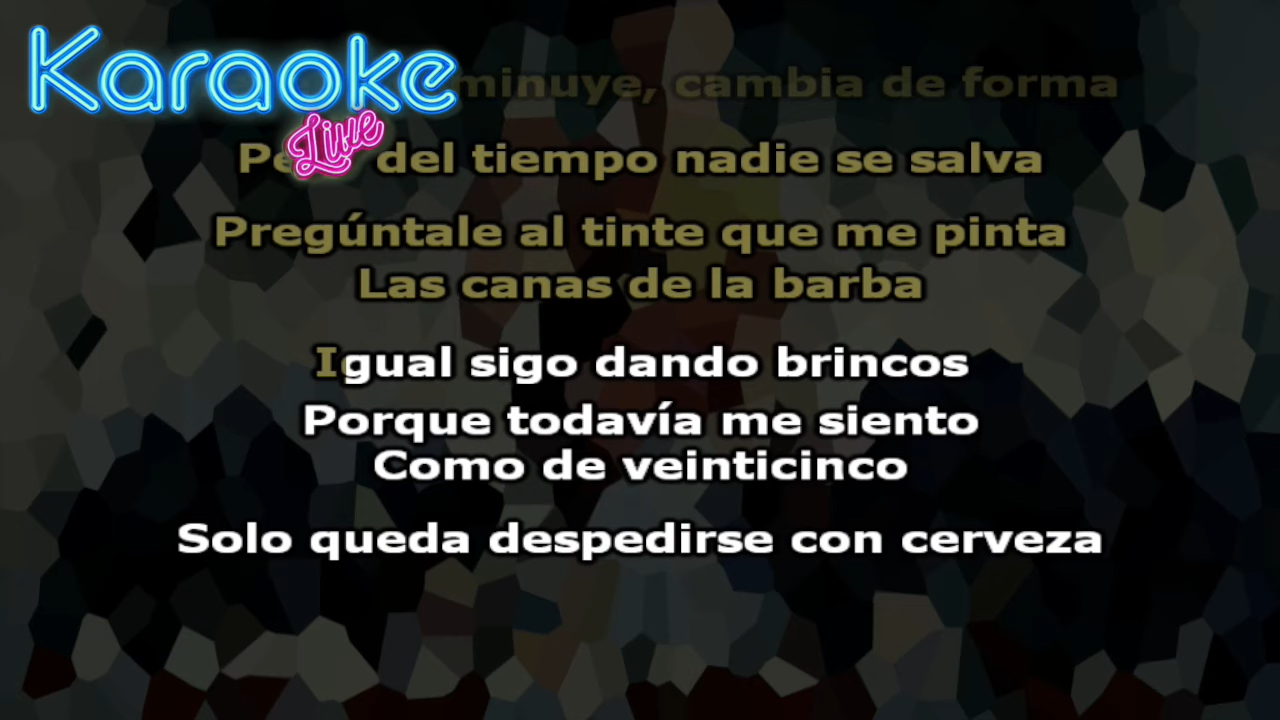 Karaoke
Live
minuye, cambia de forma
del tiempo nadie se salva
Pregúntale al tinte que me pinta
Las canas de la barba
Igual sigo dando brincos
Porque todavía me siento
Como de veinticinco
Solo queda despedirse con cerveza